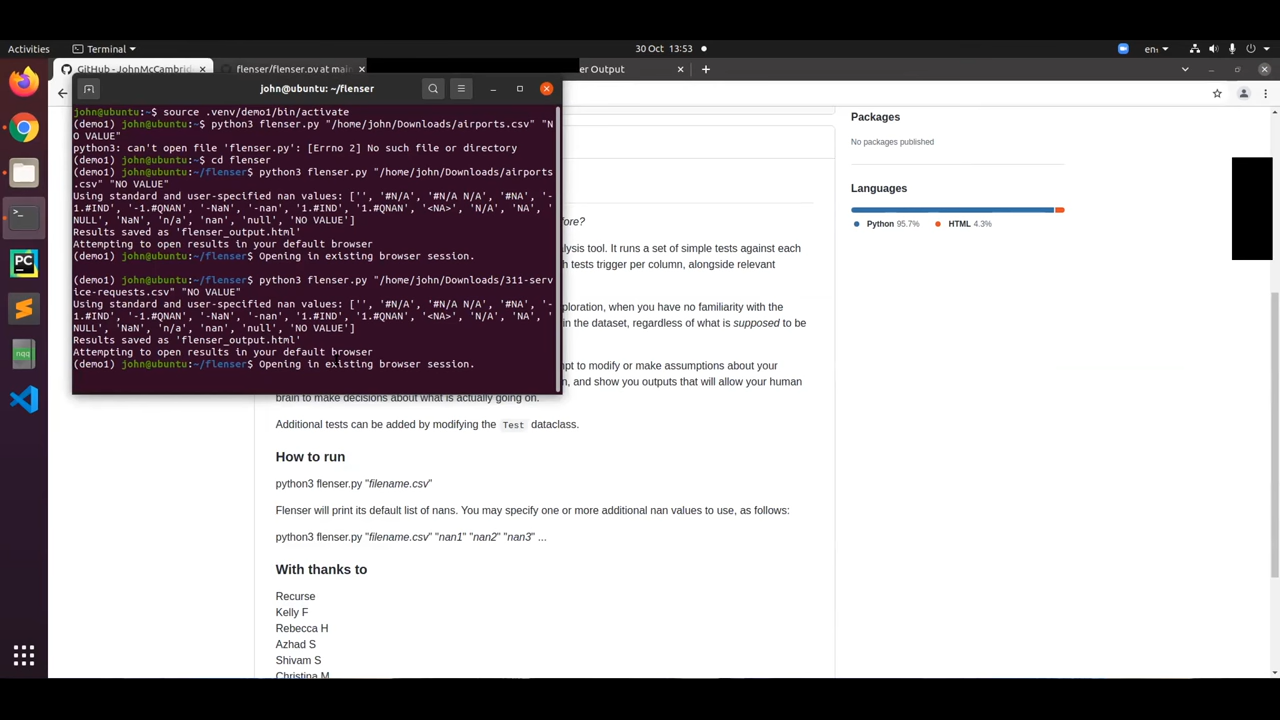 Activities
Terminal
30 Oct 13:53
en₁
GitHub - JohnMcCambrid
flenser/flenser.py at main
er Output
john@ubuntu: ~/flenser
john@ubuntu:~$ source .venv/demo1/bin/activate
(demo1) john@ubuntu:~$ python3 flenser.py "/home/john/Downloads/airports.csv" "N
O VALUE"
python3: can't open file 'flenser.py': [Errno 2] No such file or directory
(demo1) john@ubuntu:~$ cd flenser
(demo1) john@ubuntu:~/flenser$ python3 flenser.py "/home/john/Downloads/airports
.csv" "NO VALUE"
Using standard and user-specified nan values: ['', '#N/A', '#N/A N/A', '#NA', '-
1.#IND', '-1.#QNAN', '-NaN', '-nan', '1.#IND', '1.#QNAN', '<NA>', 'N/A', 'NA', '
NULL', 'NaN', 'n/a', 'nan', 'null', 'NO VALUE']
Results saved as 'flenser_output.html'
Attempting to open results in your default browser
(demo1) john@ubuntu:~/flenser$ Opening in existing browser session.
(demo1) john@ubuntu:~/flenser$ python3 flenser.py "/home/john/Downloads/311-serv
ice-requests.csv" "NO VALUE"
Using standard and user-specified nan values: ['', '#N/A', '#N/A N/A', '#NA', '-
1.#IND', '-1.#QNAN', '-NaN', '-nan', '1.#IND', '1.#QNAN', '<NA>', 'N/A', 'NA', '
NULL', 'NaN', 'n/a', 'nan', 'null', 'NO VALUE']
Results saved as 'flenser_output.html'
Attempting to open results in your default browser
(demo1) john@ubuntu:~/flenser$ Opening in existing browser session.
fore?
alysis tool. It runs a set of simple tests against each
h tests trigger per column, alongside relevant
ploration, when you have no familiarity with the
in the dataset, regardless of what is supposed to be
mpt to modify or make assumptions about your
n, and show you outputs that will allow your human
brain to make decisions about what is actually going on.
Additional tests can be added by modifying the Test dataclass.
How to run
python3 flenser.py "filename.csv"
Flenser will print its default list of nans. You may specify one or more additional nan values to use, as follows:
python3 flenser.py "filename.csv" "nan1" "nan2" "nan3" ...
With thanks to
Recurse
Kelly F
Rebecca H
Azhad S
Shivam S
Christina M
Packages
No packages published
Languages
Python 95.7%
HTML 4.3%
PC
nqq